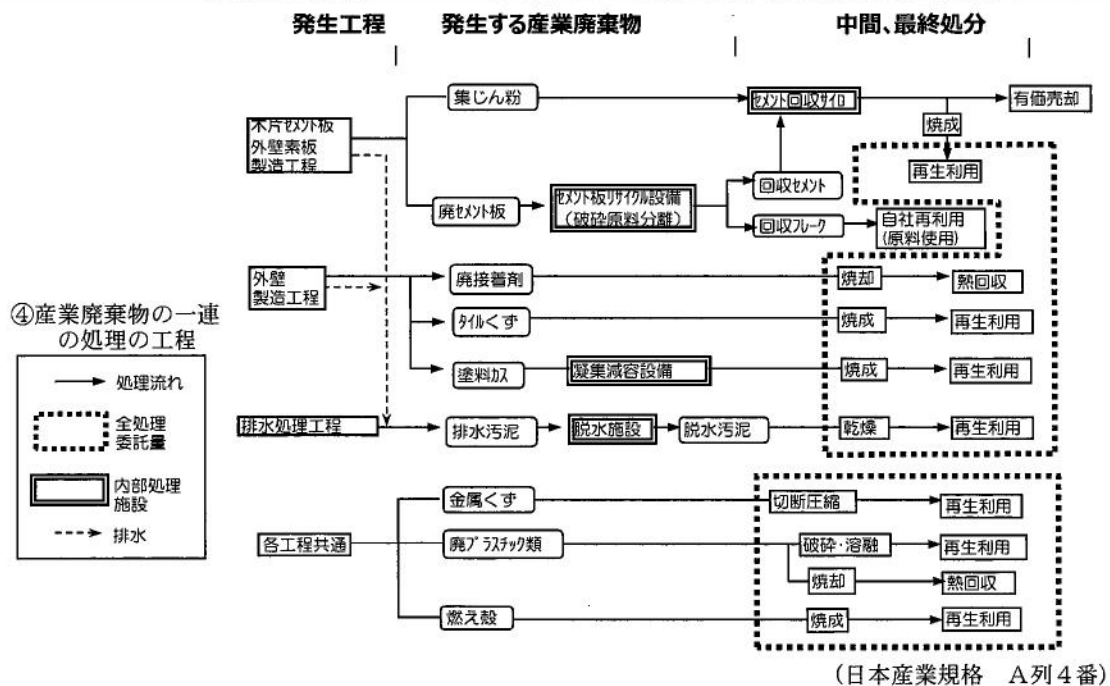 発生工程 発生する産業廃棄物 中間、最終処分
集じん粉
セメント回収サイロ
有価売却
焼成
再生利用
木片セメント板
外壁素板
製造工程
廃セメント板
セメント板リサイクル設備
(破砕原料分離)
回収セメント
回収フレーク
自社再利用
(原料使用)
外壁
製造工程
廃接着剤
焼却
熱回収
タイルくず
焼成
再生利用
塗料カス
凝集減容設備
焼成
再生利用
排水処理工程
排水汚泥
脱水施設
脱水汚泥
乾燥
再生利用
各工程共通
金属くず
切断圧縮
再生利用
廃プラスチック類
破砕・溶融
再生利用
焼却
熱回収
燃え殻
焼成
再生利用
④産業廃棄物の一連
の処理の工程
処理流れ
全処理
委託量
内部処理
施設
排水
(日本産業規格 A列4番)